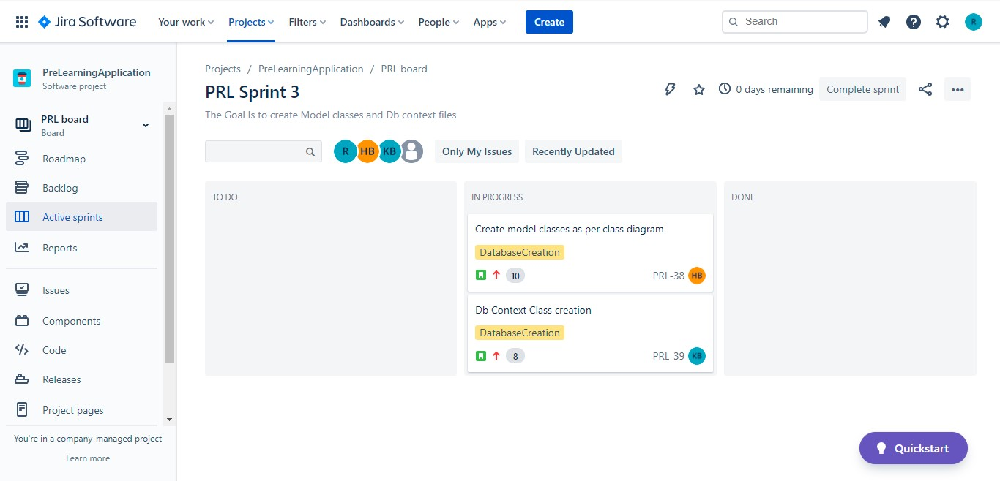 Jira Software Your work Projects Filters Dashboards People Apps Create Search R
PreLearningApplication
Software project
PRL board
Board
Roadmap
Backlog
Active sprints
Reports
Issues
Components
Code
Releases
Project pages
You're in a company-managed project
Learn more
Projects / PreLearningApplication / PRL board
PRL Sprint 3
0 days remaining Complete sprint
The Goal Is to create Model classes and Db context files
R HB KB Only My Issues Recently Updated
TO DO
IN PROGRESS
Create model classes as per class diagram
DatabaseCreation
10 PRL-38 HB
Db Context Class creation
DatabaseCreation
8 PRL-39 KB
DONE
Quickstart